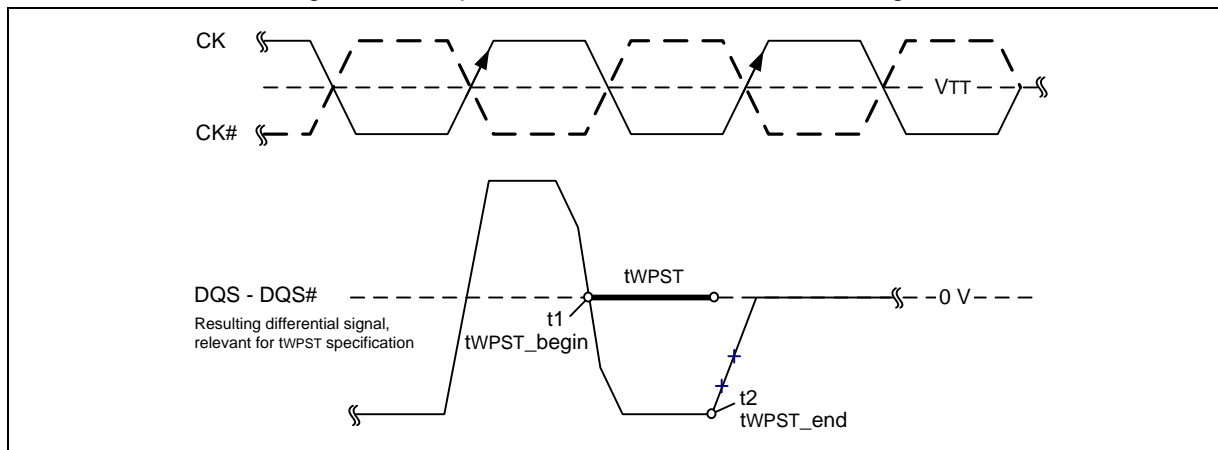 CK
VTT
CK#
tWPST
DQS - DQS#
0 V
Resulting differential signal,
relevant for tWPST specification
t1
tWPST_begin
t2
tWPST_end